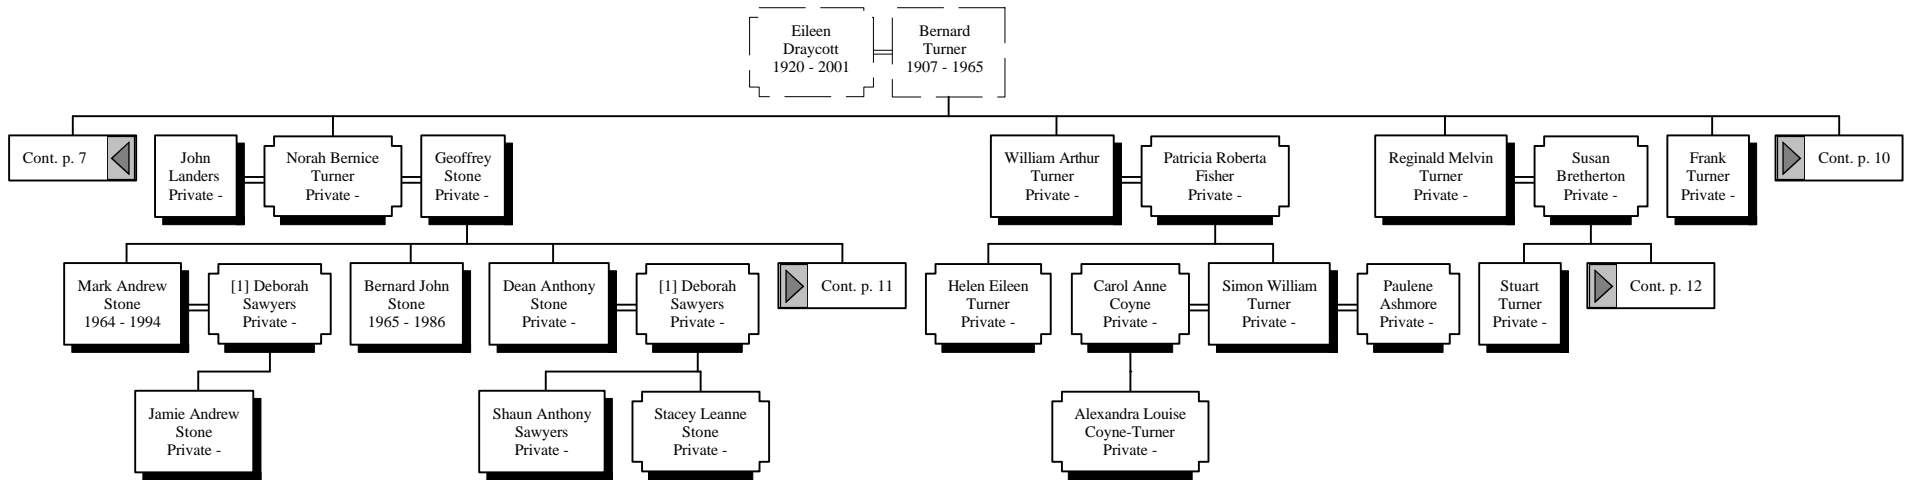 Eileen
Draycott
1920 - 2001
Bernard
Turner
1907 - 1965
Cont. p. 7
John
Landers
Private -
Norah Bernice
Turner
Private -
Geoffrey
Stone
Private -
William Arthur
Turner
Private -
Patricia Roberta
Fisher
Private -
Reginald Melvin
Turner
Private -
Susan
Bretherton
Private -
Frank
Turner
Private -
Cont. p. 10
Mark Andrew
Stone
1964 - 1994
[1] Deborah
Sawyers
Private -
Bernard John
Stone
1965 - 1986
Dean Anthony
Stone
Private -
[1] Deborah
Sawyers
Private -
Cont. p. 11
Helen Eileen
Turner
Private -
Carol Anne
Coyne
Private -
Simon William
Turner
Private -
Paulene
Ashmore
Private -
Stuart
Turner
Private -
Cont. p. 12
Jamie Andrew
Stone
Private -
Shaun Anthony
Sawyers
Private -
Stacey Leanne
Stone
Private -
Alexandra Louise
Coyne-Turner
Private -